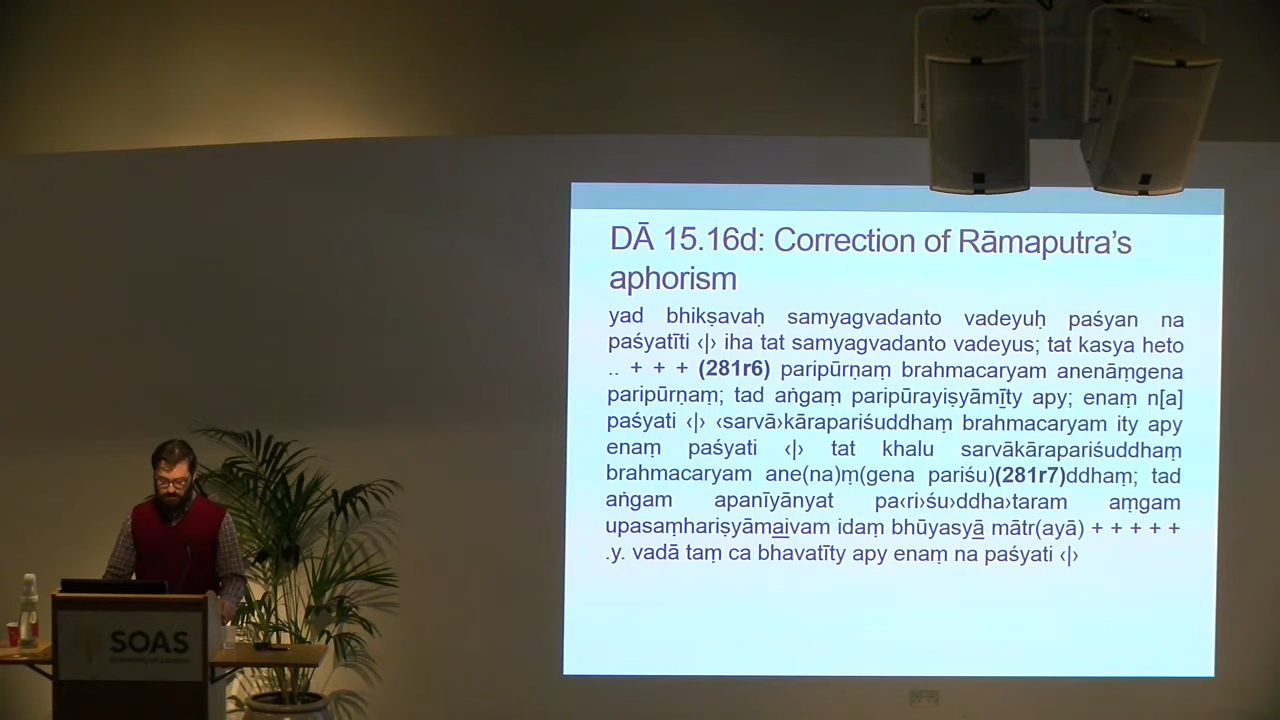 DĀ 15.16d: Correction of Rāmaputra’s
aphorism
yad bhikṣavaḥ samyagvadanto vadeyuḥ paśyan na
paśyatīti ‹|› iha tat samyagvadanto vadeyus; tat kasya heto
.. + + + (281r6) paripūrṇaṃ brahmacaryam anenāṃgena
paripūrṇaṃ; tad aṅgaṃ paripūrayiṣyāmīty apy; enaṃ n[a]
paśyati ‹|› ‹sarvā›kārapariśuddhaṃ brahmacaryam ity apy
enaṃ paśyati ‹|› tat khalu sarvākārapariśuddhaṃ
brahmacaryam ane(na)ṃ(gena pariśu)(281r7)ddhaṃ; tad
aṅgam apanīyānyat pa‹ri›śu›ddha›taram aṃgam
upasaṃhariṣyāmaivam idaṃ bhūyasyā mātr(ayā) + + + + +
.y. vadā taṃ ca bhavatīty apy enaṃ na paśyati ‹|›
SOAS
University of London